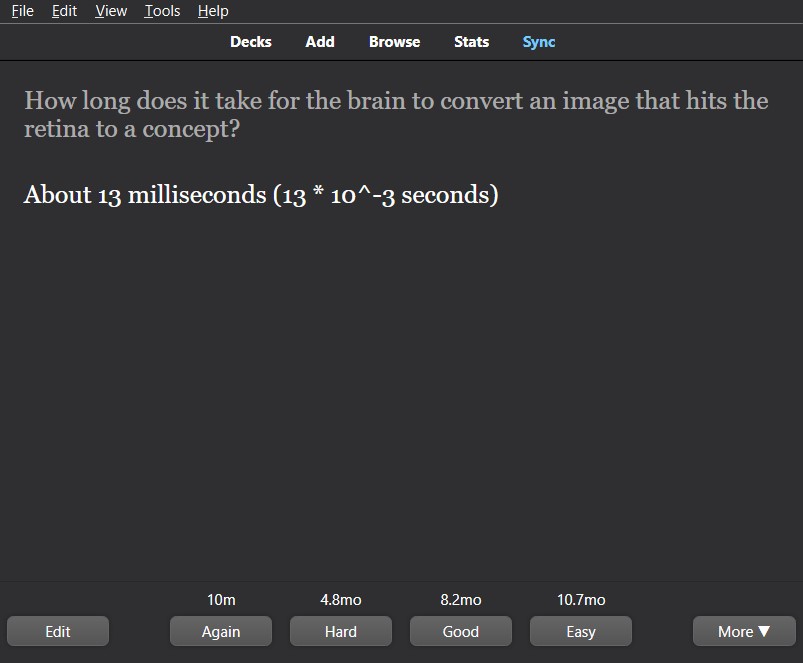 File Edit View Tools Help
Decks Add Browse Stats Sync
How long does it take for the brain to convert an image that hits the
retina to a concept?
About 13 milliseconds (13 * 10^-3 seconds)
10m 4.8mo 8.2mo 10.7mo
Edit Again Hard Good Easy More ▼